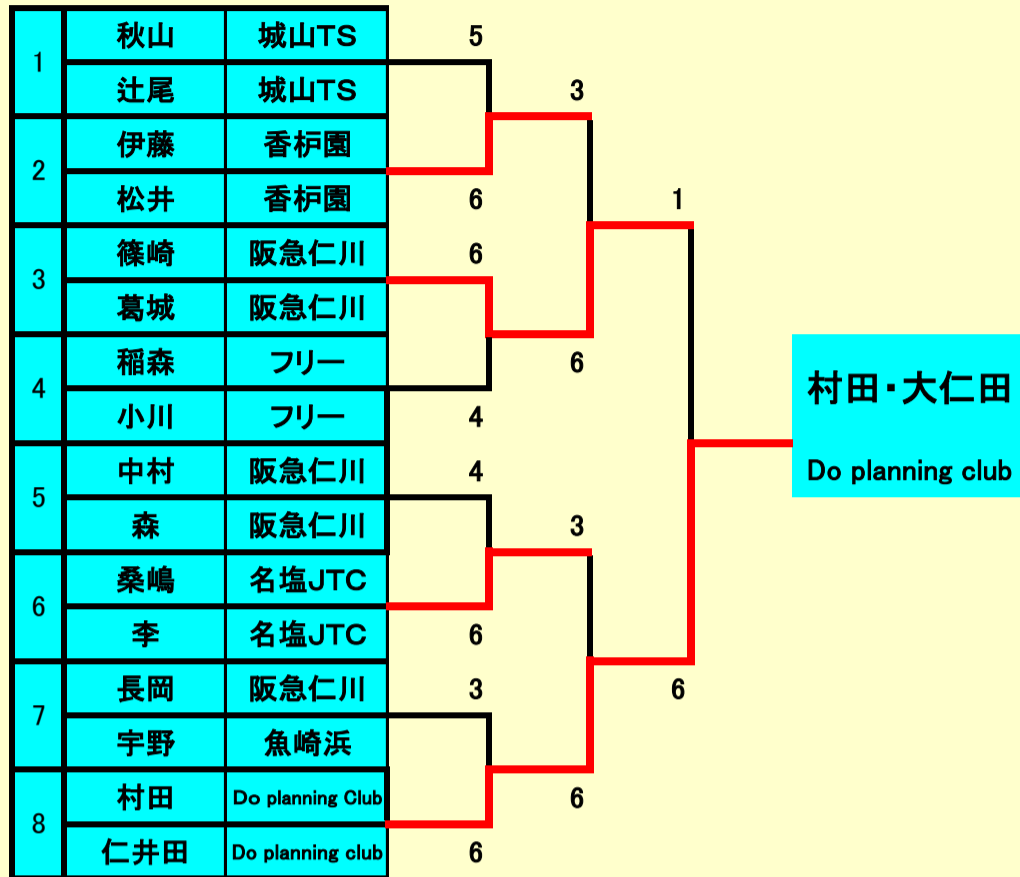 1 秋山 城山TS 5
辻尾 城山TS
3
2 伊藤 香枦園
松井 香枦園 6
1
3 篠崎 阪急仁川 6
葛城 阪急仁川
4 稲森 フリー 6
小川 フリー 4
村田・大仁田
Do planning club
5 中村 阪急仁川 4
森 阪急仁川 3
6 桑嶋 名塩JTC
李 名塩JTC 6
7 長岡 阪急仁川 3 6
宇野 魚崎浜
8 村田 Do planning Club 6
仁井田 Do planning club 6